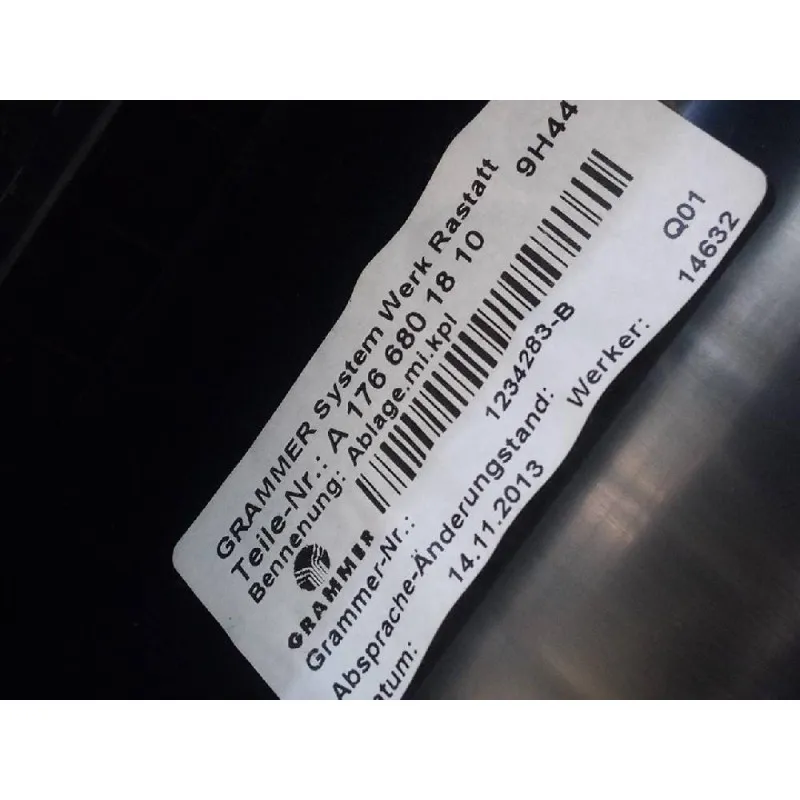 GRAMMER System Werk Rastatt
Teile-Nr.: A 176 680 18 10 9H44
Bennenung: Ablage.mi.kpl
GRAMMER
Grammer-Nr.: 1234283-B
Absprache-Änderungstand: Q01
atum: 14.11.2013 Werker: 14632